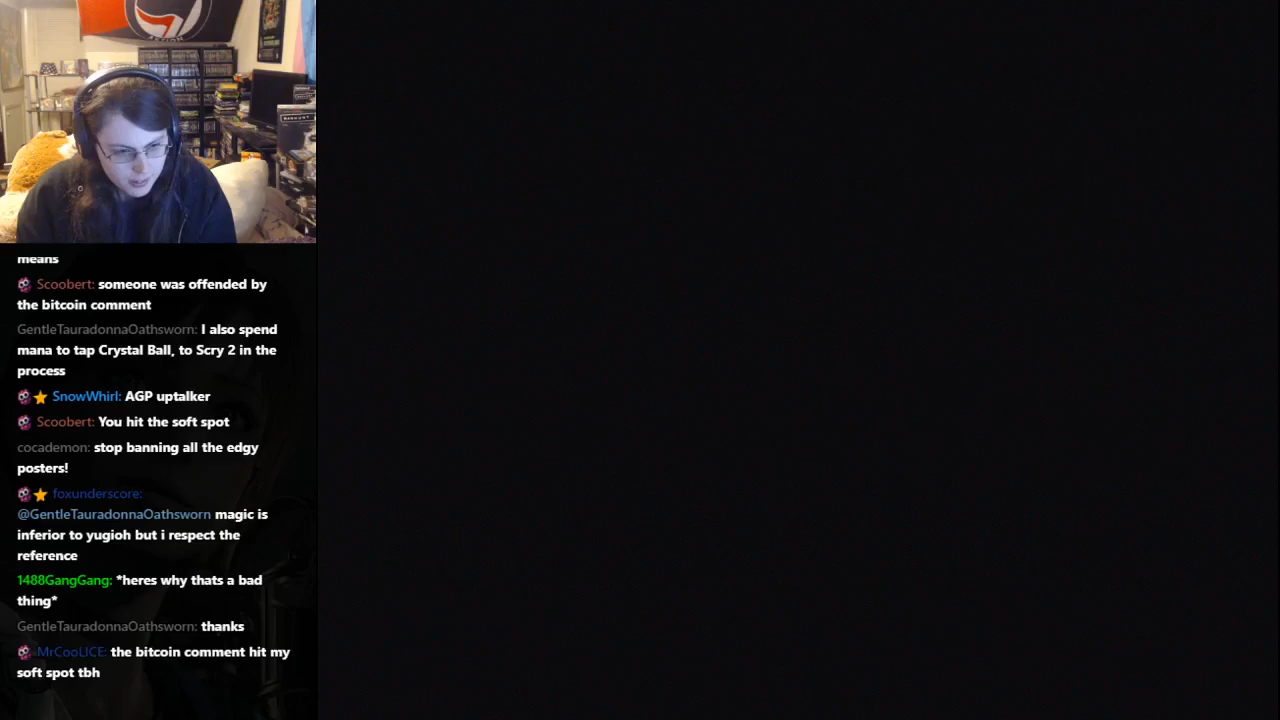 ACTION
means
Scoobert: someone was offended by
the bitcoin comment
GentleTauradonnaOathsworn: I also spend
mana to tap Crystal Ball, to Scry 2 in the
process
SnowWhirl: AGP uptalker
Scoobert: You hit the soft spot
cocademon: stop banning all the edgy
posters!
foxunderscore:
@GentleTauradonnaOathsworn magic is
inferior to yugioh but i respect the
reference
1488GangGang: *heres why thats a bad
thing*
GentleTauradonnaOathsworn: thanks
MrCooLICE: the bitcoin comment hit my
soft spot tbh